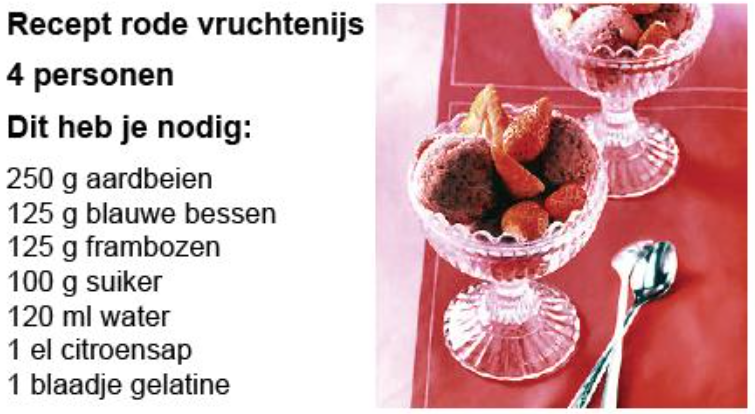 Recept rode vruchtenijs
4 personen
Dit heb je nodig:
250 g aardbeien
125 g blauwe bessen
125 g frambozen
100 g suiker
120 ml water
1 el citroensap
1 blaadje gelatine